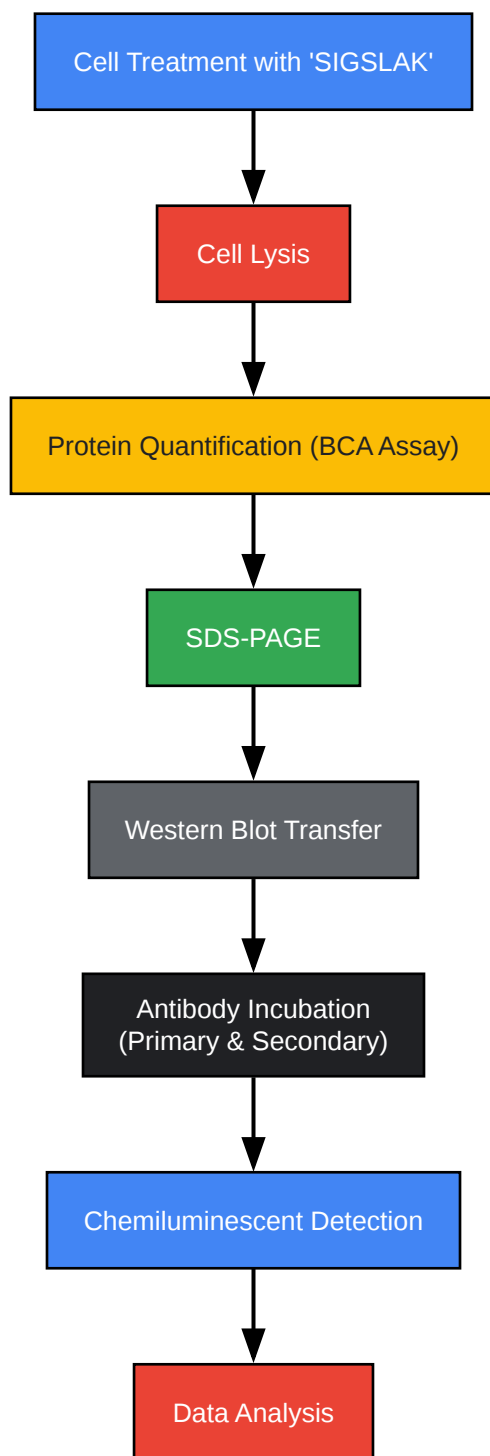 Cell Treatment with 'SIGSLAK'
Cell Lysis
Protein Quantification (BCA Assay)
SDS-PAGE
Western Blot Transfer
Antibody Incubation
(Primary & Secondary)
Chemiluminescent Detection
Data Analysis